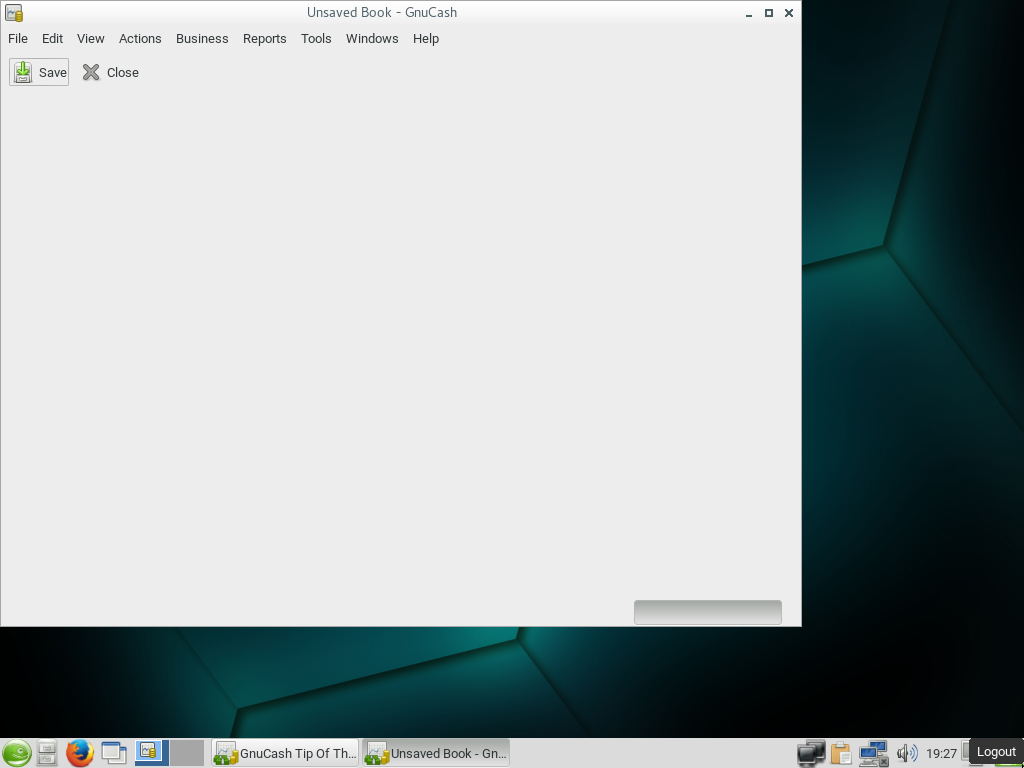 Unsaved Book - GnuCash
File Edit View Actions Business Reports Tools Windows Help
Save Close
GnuCash Tip Of Th... Unsaved Book - Gn... 19:27 Logout